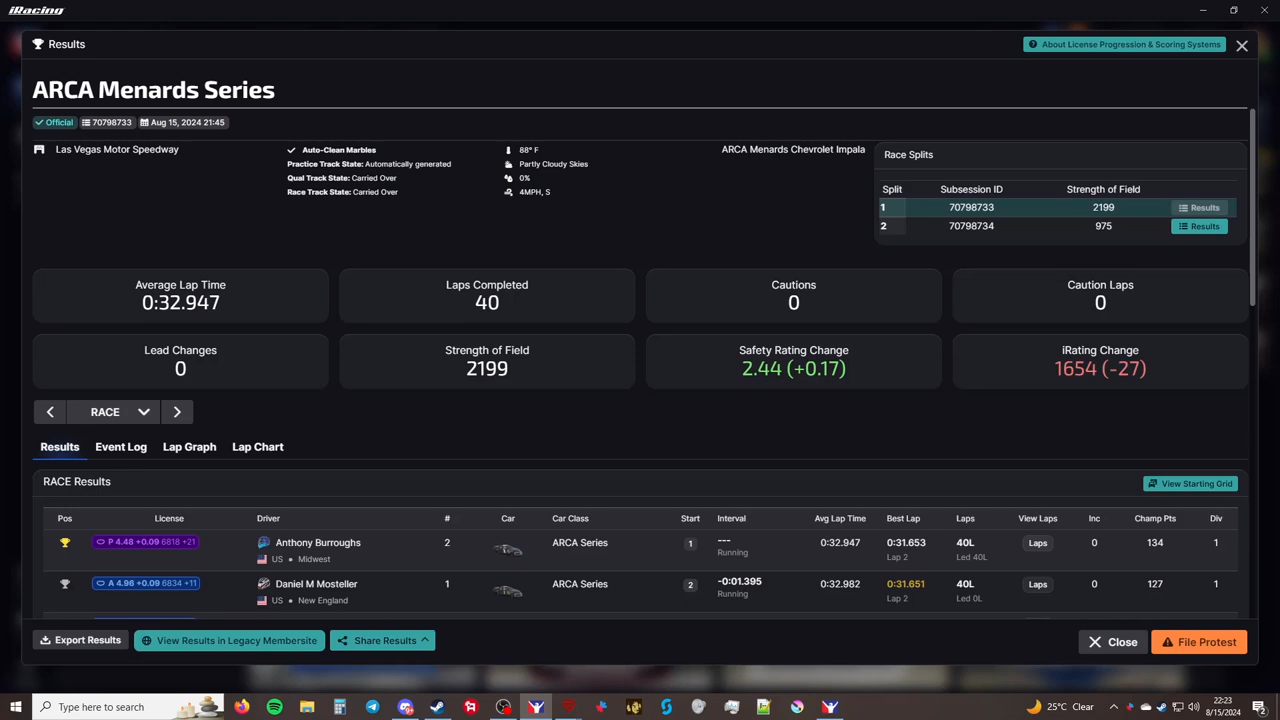 iRacing
Results
About License Progression & Scoring Systems
ARCA Menards Series
Official
70798733
Aug 15, 2024 21:45
Las Vegas Motor Speedway
Auto-Clean Marbles
Practice Track State: Automatically generated
Qual Track State: Carried Over
Race Track State: Carried Over
88° F
Partly Cloudy Skies
0%
4MPH, S
ARCA Menards Chevrolet Impala
Race Splits
Split Subsession ID Strength of Field
1 70798733 2199 Results
2 70798734 975 Results
Average Lap Time
0:32.947
Laps Completed
40
Cautions
0
Caution Laps
0
Lead Changes
0
Strength of Field
2199
Safety Rating Change
2.44 (+0.17)
iRating Change
1654 (-27)
RACE
Results Event Log Lap Graph Lap Chart
RACE Results
View Starting Grid
Pos License Driver # Car Car Class Start Interval Avg Lap Time Best Lap Laps View Laps Inc Champ Pts Div
P 4.48 +0.09 6818 +21 Anthony Burroughs 2 ARCA Series 1 --- 0:32.947 0:31.653 40L Laps 0 134 1
US • Midwest Running Lap 2 Led 40L
A 4.96 +0.09 6834 +11 Daniel M Mosteller 1 ARCA Series 2 -0:01.395 0:32.982 0:31.651 40L Laps 0 127 1
US • New England Running Lap 2 Led 0L
Export Results
View Results in Legacy Membersite
Share Results
Close
File Protest
Type here to search
25°C Clear
22:23
8/15/2024
2